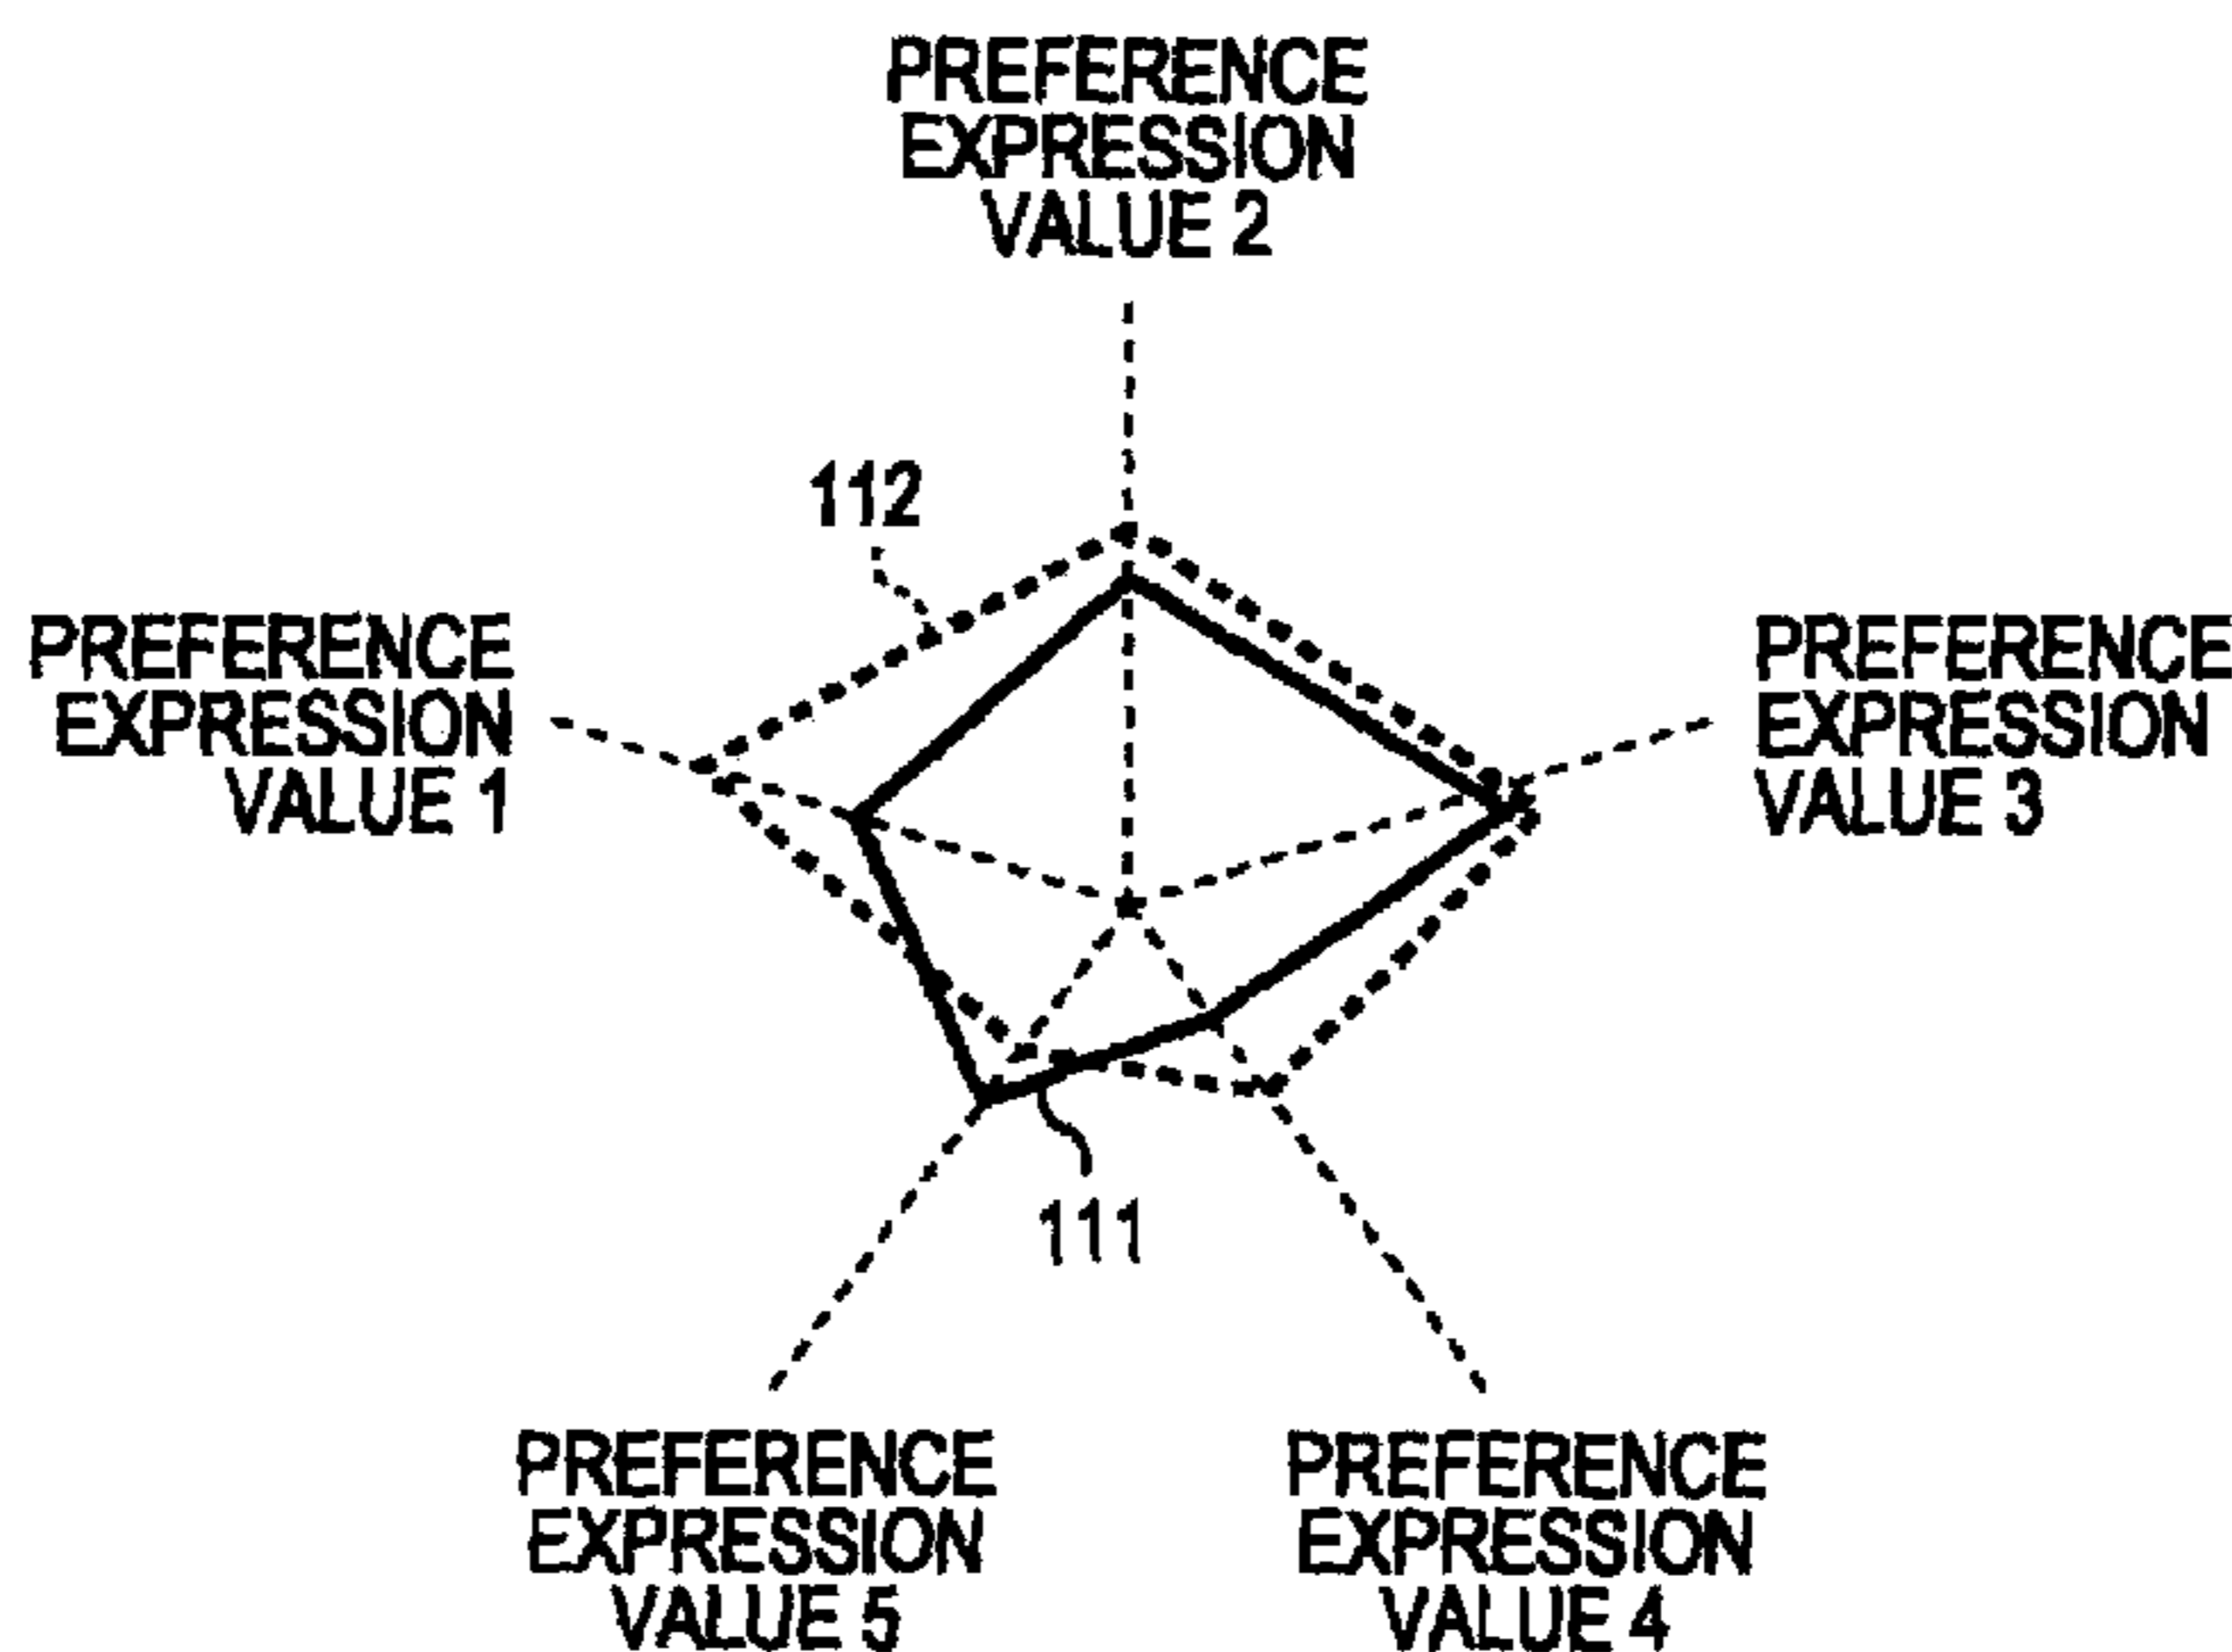 PREFERENCE
EXPRESSION
VALUE 2
112
PREFERENCE
EXPRESSION
VALUE 1
PREFERENCE
EXPRESSION
VALUE 3
111
PREFERENCE
EXPRESSION
VALUE 5
PREFERENCE
EXPRESSION
VALUE 4